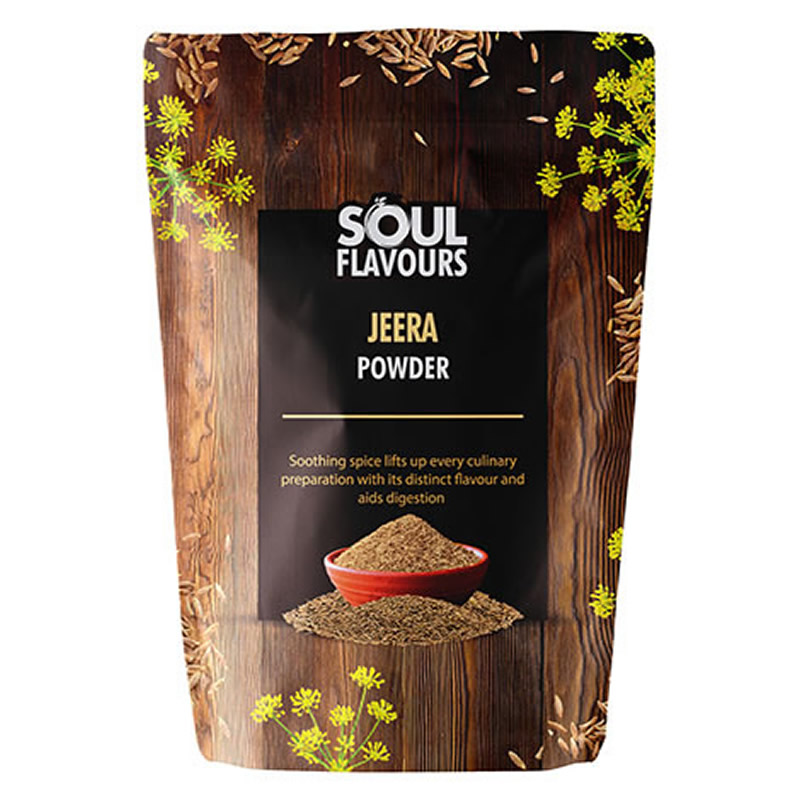 SOUL
FLAVOURS
JEERA
POWDER
Soothing spice lifts up every culinary
preparation with its distinct flavour and
aids digestion